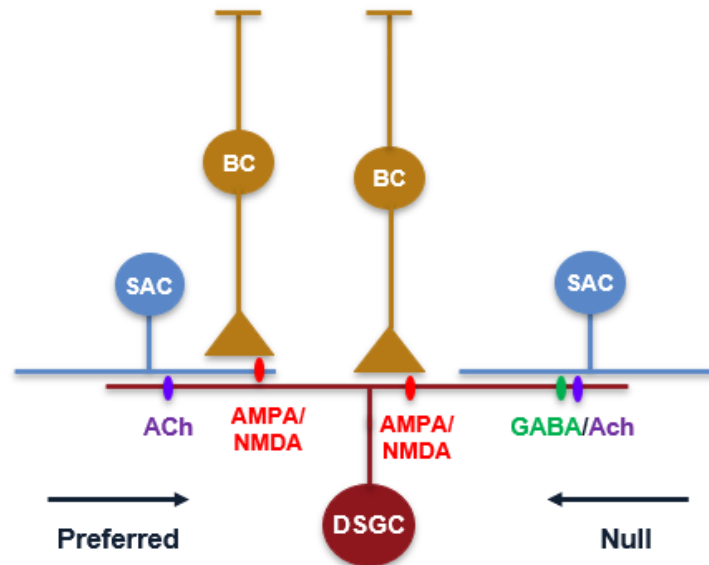 BC
BC
SAC
SAC
ACh
AMPA/
NMDA
AMPA/
NMDA
GABA/Ach
Preferred
DSGC
Null